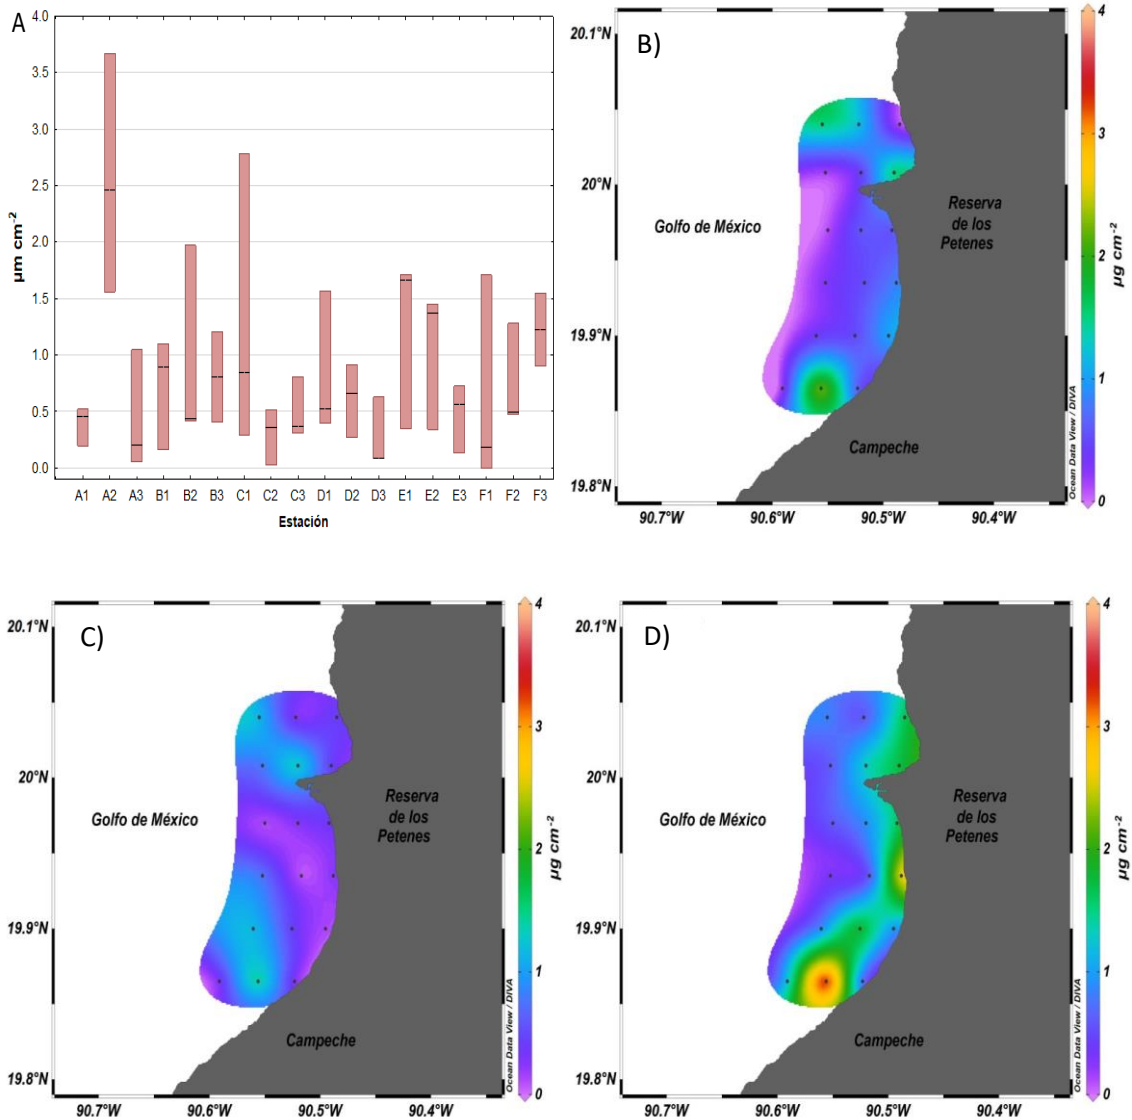 A
4.0
3.5
3.0
2.5
2.0
1.5
1.0
0.5
0.0
µm cm⁻²
A1 A2 A3 B1 B2 B3 C1 C2 C3 D1 D2 D3 E1 E2 E3 F1 F2 F3
Estación
B)
20.1°N
20°N
19.9°N
19.8°N
90.7°W 90.6°W 90.5°W 90.4°W
Golfo de México
Reserva
de los
Petenes
Campeche
Ocean Data View / DIVA
4
3
2
1
0
µg cm⁻²
C)
20.1°N
20°N
19.9°N
19.8°N
90.7°W 90.6°W 90.5°W 90.4°W
Golfo de México
Reserva
de los
Petenes
Campeche
Ocean Data View / DIVA
4
3
2
1
0
µg cm⁻²
D)
20.1°N
20°N
19.9°N
19.8°N
90.7°W 90.6°W 90.5°W 90.4°W
Golfo de México
Reserva
de los
Petenes
Campeche
Ocean Data View / DIVA
4
3
2
1
0
µg cm⁻²